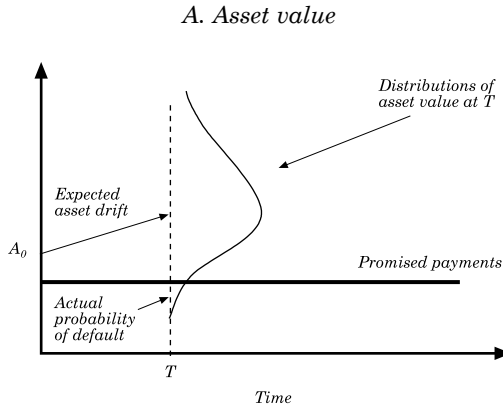 A. Asset value
Distributions of
asset value at T
Expected
asset drift
A₀
Promised payments
Actual
probability
of default
T
Time